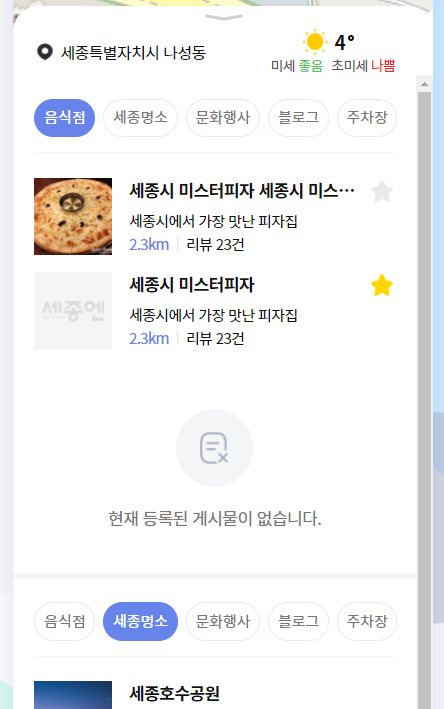 세종특별자치시 나성동
4°
미세 좋음 초미세 나쁨
음식점 세종명소 문화행사 블로그 주차장
세종시 미스터피자 세종시 미스…
세종시에서 가장 맛난 피자집
2.3km 리뷰 23건
세종엔
세종시 미스터피자
세종시에서 가장 맛난 피자집
2.3km 리뷰 23건
현재 등록된 게시물이 없습니다.
음식점 세종명소 문화행사 블로그 주차장
세종호수공원